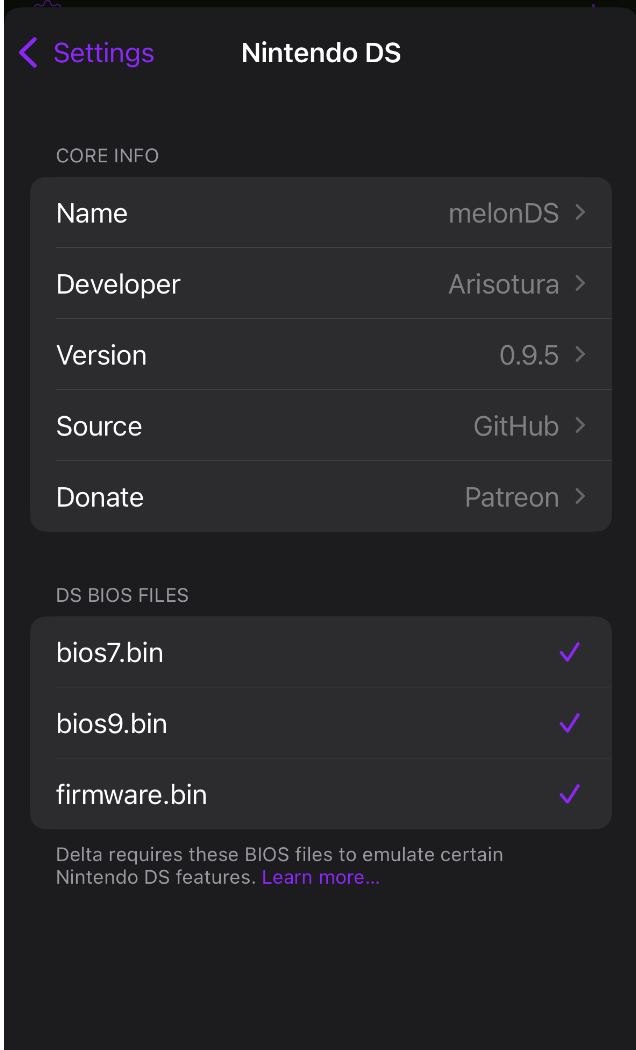 Settings
Nintendo DS
CORE INFO
Name melonDS
Developer Arisotura
Version 0.9.5
Source GitHub
Donate Patreon
DS BIOS FILES
bios7.bin
bios9.bin
firmware.bin
Delta requires these BIOS files to emulate certain
Nintendo DS features. Learn more...